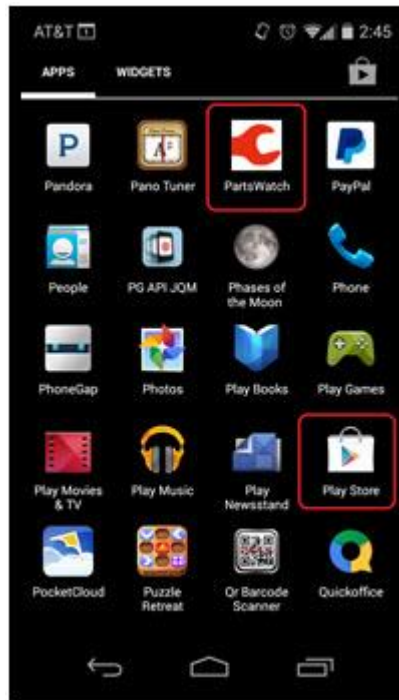 AT&T 2:45
APPS WIDGETS
Pandora Pano Tuner PartsWatch PayPal
People PG API JQM Phases of
the Moon Phone
PhoneGap Photos Play Books Play Games
Play Movies
& TV Play Music Play
Newsstand Play Store
PocketCloud Puzzle
Retreat Qr Barcode
Scanner Quickoffice